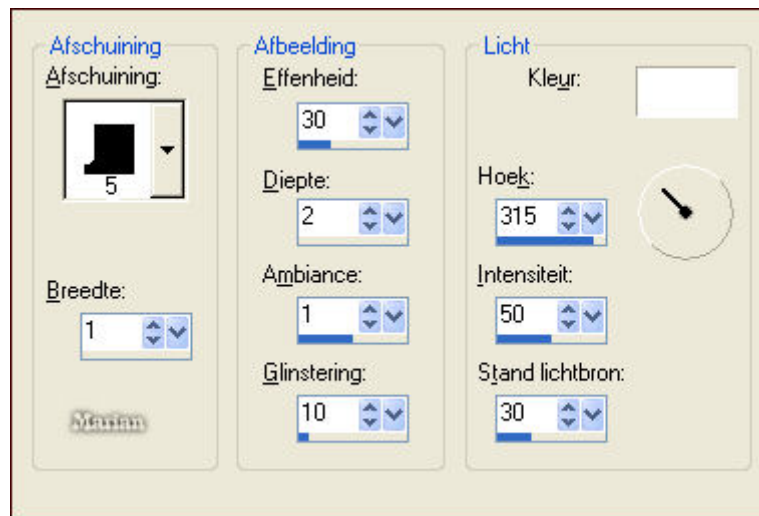 Afschuining
Afschuining:
5
Breedte:
1
Marian
Afbeelding
Effenheid:
30
Diepte:
2
Ambiance:
1
Glinstering:
10
Licht
Kleur:
Hoek:
315
Intensiteit:
50
Stand lichtbron:
30